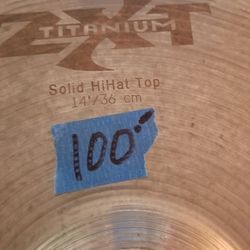 ZXT
TITANIUM
Solid HiHat Top
14"/36 cm
100.-